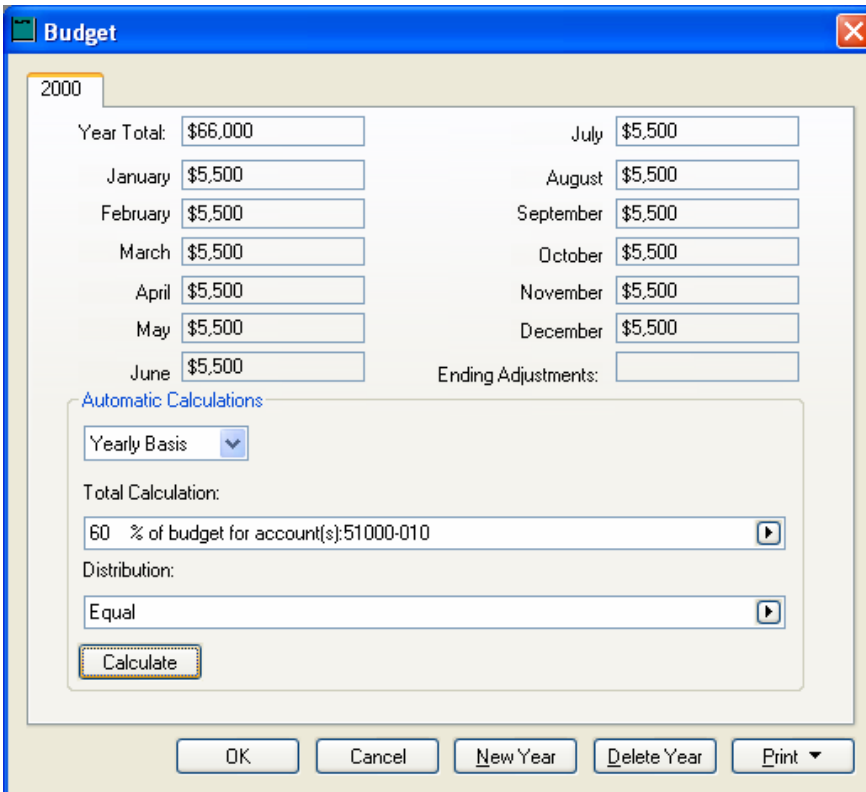 Budget
2000
Year Total: $66,000
January $5,500
February $5,500
March $5,500
April $5,500
May $5,500
June $5,500
July $5,500
August $5,500
September $5,500
October $5,500
November $5,500
December $5,500
Ending Adjustments:
Automatic Calculations
Yearly Basis
Total Calculation:
60 % of budget for account(s):51000-010
Distribution:
Equal
Calculate
OK Cancel New Year Delete Year Print